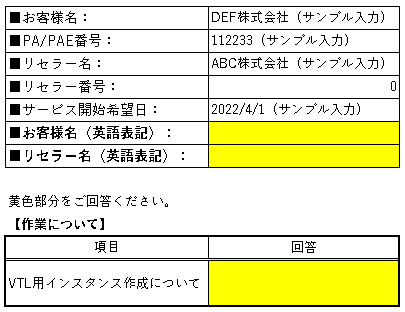 ■お客様名： DEF株式会社（サンプル入力）
■PA/PAE番号： 112233（サンプル入力）
■リセラー名： ABC株式会社（サンプル入力）
■リセラー番号： 0
■サービス開始希望日： 2022/4/1（サンプル入力）
■お客様名（英語表記）：
■リセラー名（英語表記）：
黄色部分をご回答ください。
【作業について】
項目 回答
VTL用インスタンス作成について